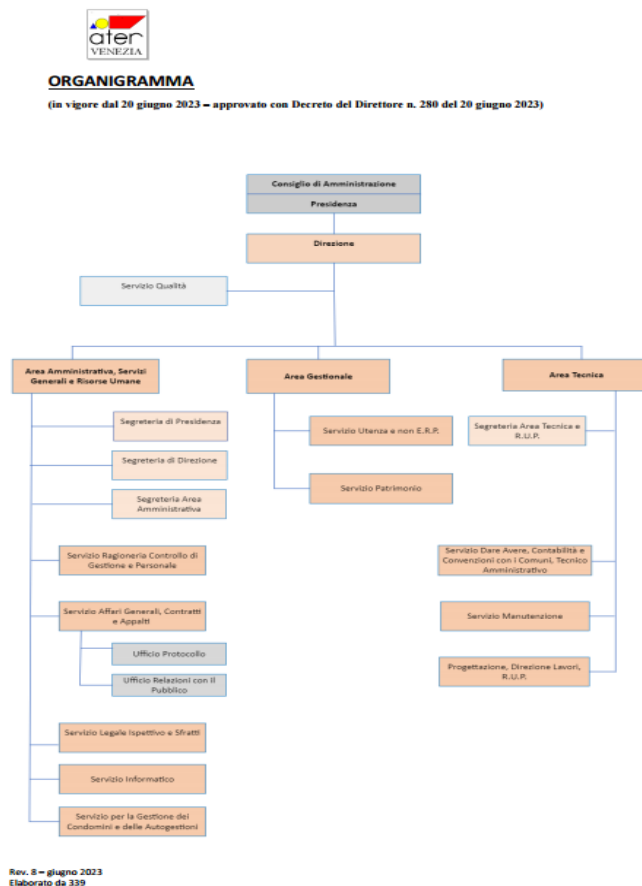 ater
VENEZIA
ORGANIGRAMMA
(in vigore dal 20 giugno 2023 – approvato con Decreto del Direttore n. 280 del 20 giugno 2023)
Consiglio di Amministrazione
Presidenza
Direzione
Servizio Qualità
Area Amministrativa, Servizi
Generali e Risorse Umane
Area Gestionale
Area Tecnica
Segreteria di Presidenza
Segreteria di Direzione
Segreteria Area
Amministrativa
Servizio Ragioneria Controllo di
Gestione e Personale
Servizio Affari Generali, Contratti
e Appalti
Ufficio Protocollo
Ufficio Relazioni con il
Pubblico
Servizio Legale Ispettivo e Sfratti
Servizio Informatico
Servizio per la Gestione dei
Condomini e delle Autogestioni
Servizio Utenza e non E.R.P.
Servizio Patrimonio
Segreteria Area Tecnica e
R.U.P.
Servizio Dare Avere, Contabilità e
Convenzioni con i Comuni, Tecnico
Amministrativo
Servizio Manutenzione
Progettazione, Direzione Lavori,
R.U.P.
Rev. 8 – giugno 2023
Elaborato da 339